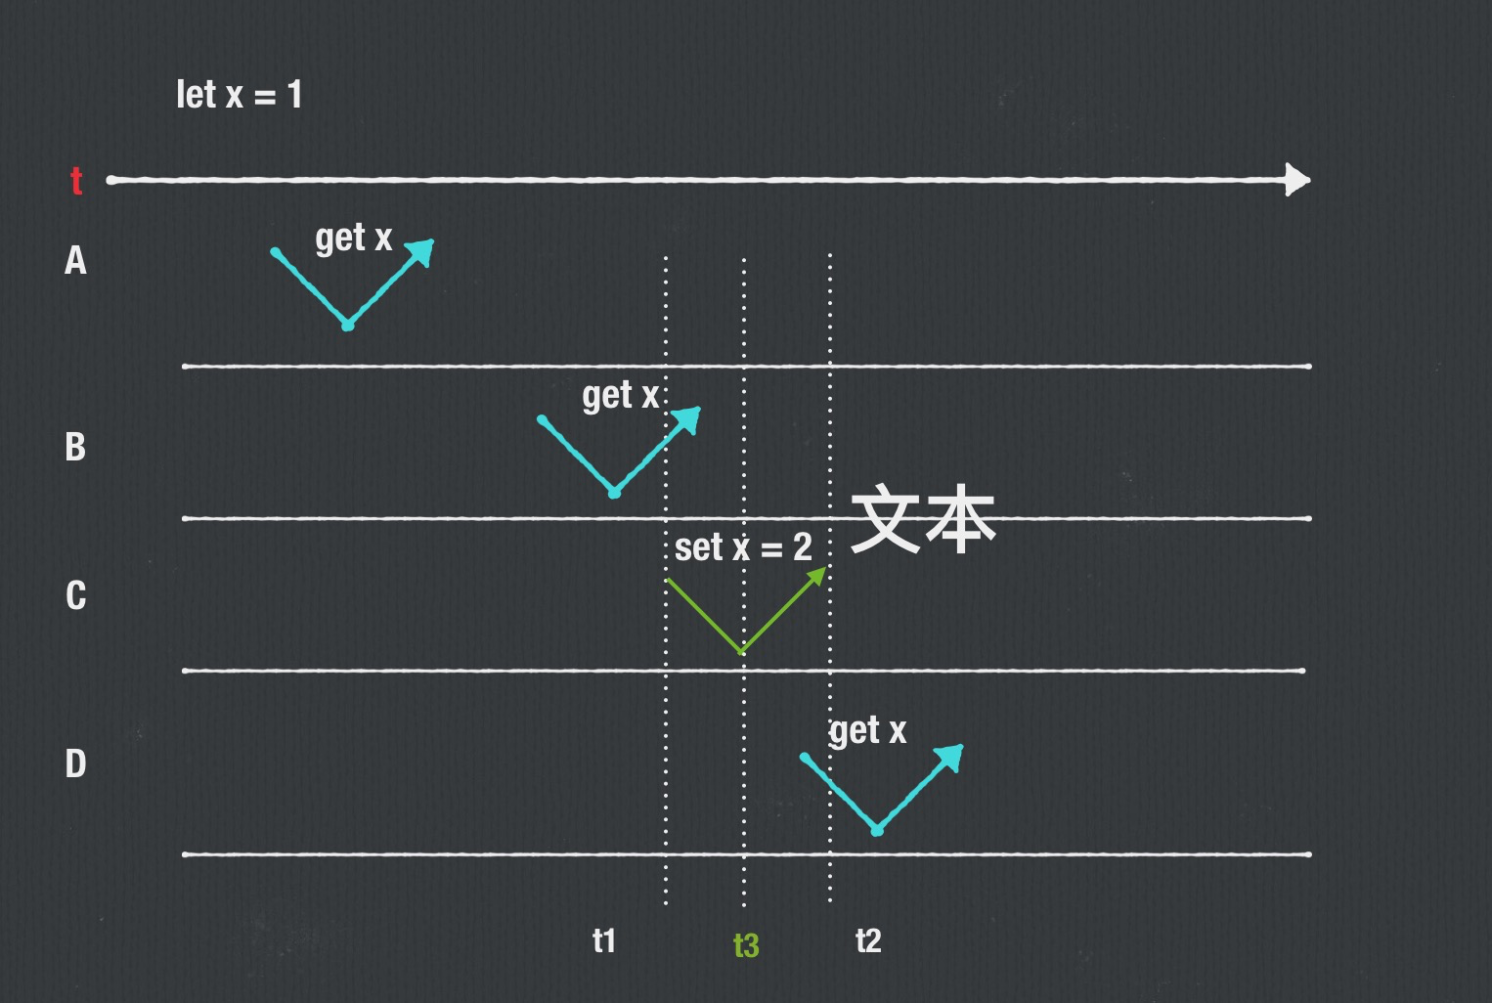 let x = 1
t
A
get x
B
get x
文本
C
set x = 2
D
get x
t1
t3
t2